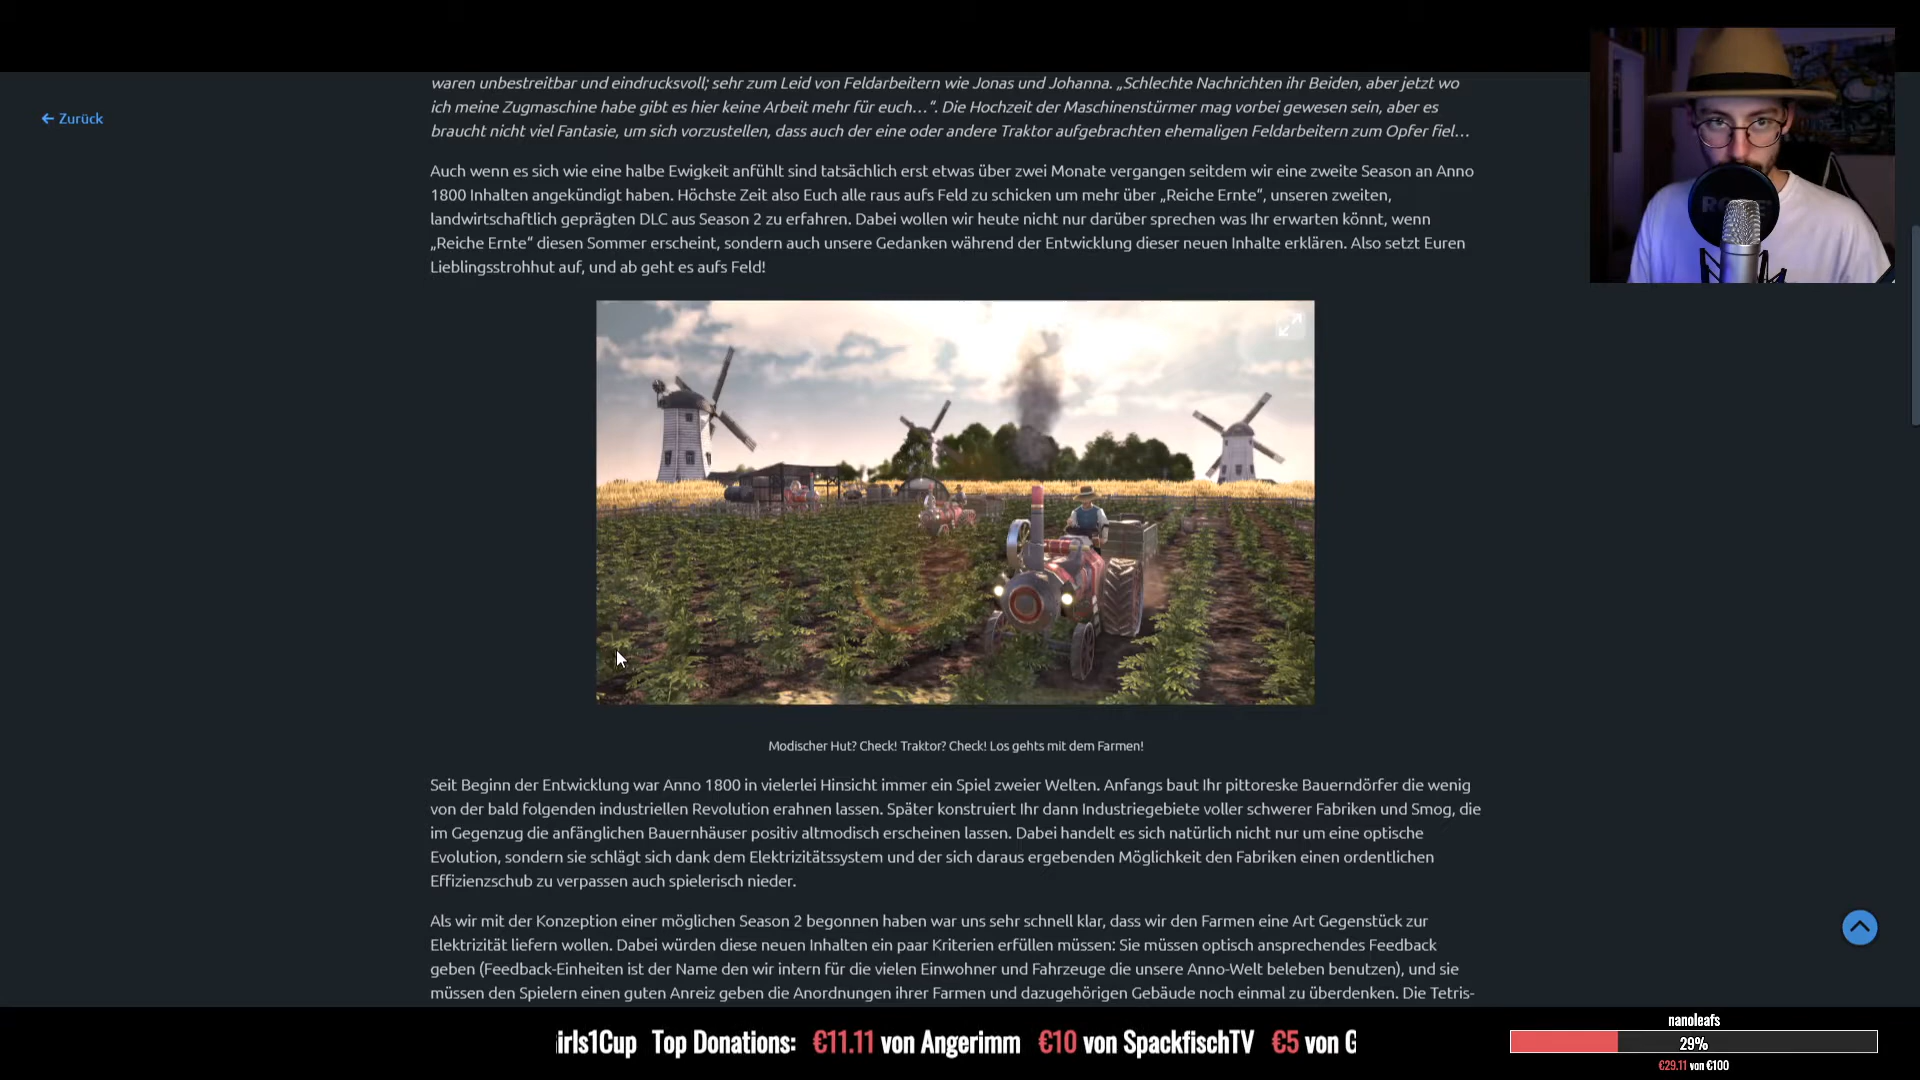 waren unbestreitbar und eindrucksvoll; sehr zum Leid von Feldarbeitern wie Jonas und Johanna. „Schlechte Nachrichten ihr Beiden, aber jetzt wo
ich meine Zugmaschine habe gibt es hier keine Arbeit mehr für euch…“. Die Hochzeit der Maschinenstürmer mag vorbei gewesen sein, aber es
← Zurück
braucht nicht viel Fantasie, um sich vorzustellen, dass auch der eine oder andere Traktor aufgebrachten ehemaligen Feldarbeitern zum Opfer fiel…
Auch wenn es sich wie eine halbe Ewigkeit anfühlt sind tatsächlich erst etwas über zwei Monate vergangen seitdem wir eine zweite Season an Anno
1800 Inhalten angekündigt haben. Höchste Zeit also Euch alle raus aufs Feld zu schicken um mehr über „Reiche Ernte“, unseren zweiten,
landwirtschaftlich geprägten DLC aus Season 2 zu erfahren. Dabei wollen wir heute nicht nur darüber sprechen was Ihr erwarten könnt, wenn
„Reiche Ernte“ diesen Sommer erscheint, sondern auch unsere Gedanken während der Entwicklung dieser neuen Inhalte erklären. Also setzt Euren
Lieblingsstrohhut auf, und ab geht es aufs Feld!
Modischer Hut? Check! Traktor? Check! Los gehts mit dem Farmen!
Seit Beginn der Entwicklung war Anno 1800 in vielerlei Hinsicht immer ein Spiel zweier Welten. Anfangs baut Ihr pittoreske Bauerndörfer die wenig
von der bald folgenden industriellen Revolution erahnen lassen. Später konstruiert Ihr dann Industriegebiete voller schwerer Fabriken und Smog, die
im Gegenzug die anfänglichen Bauernhäuser positiv altmodisch erscheinen lassen. Dabei handelt es sich natürlich nicht nur um eine optische
Evolution, sondern sie schlägt sich dank dem Elektrizitätssystem und der sich daraus ergebenden Möglichkeit den Fabriken einen ordentlichen
Effizienzschub zu verpassen auch spielerisch nieder.
Als wir mit der Konzeption einer möglichen Season 2 begonnen haben war uns sehr schnell klar, dass wir den Farmen eine Art Gegenstück zur
Elektrizität liefern wollen. Dabei würden diese neuen Inhalten ein paar Kriterien erfüllen müssen: Sie müssen optisch ansprechendes Feedback
geben (Feedback-Einheiten ist der Name den wir intern für die vielen Einwohner und Fahrzeuge die unsere Anno-Welt beleben benutzen), und sie
müssen den Spielern einen guten Anreiz geben die Anordnungen ihrer Farmen und dazugehörigen Gebäude noch einmal zu überdenken. Die Tetris-
irls1Cup Top Donations: €11.11 von Angerimm €10 von SpackfischTV €5 von G
nanoleafs
29%
€29.11 von €100